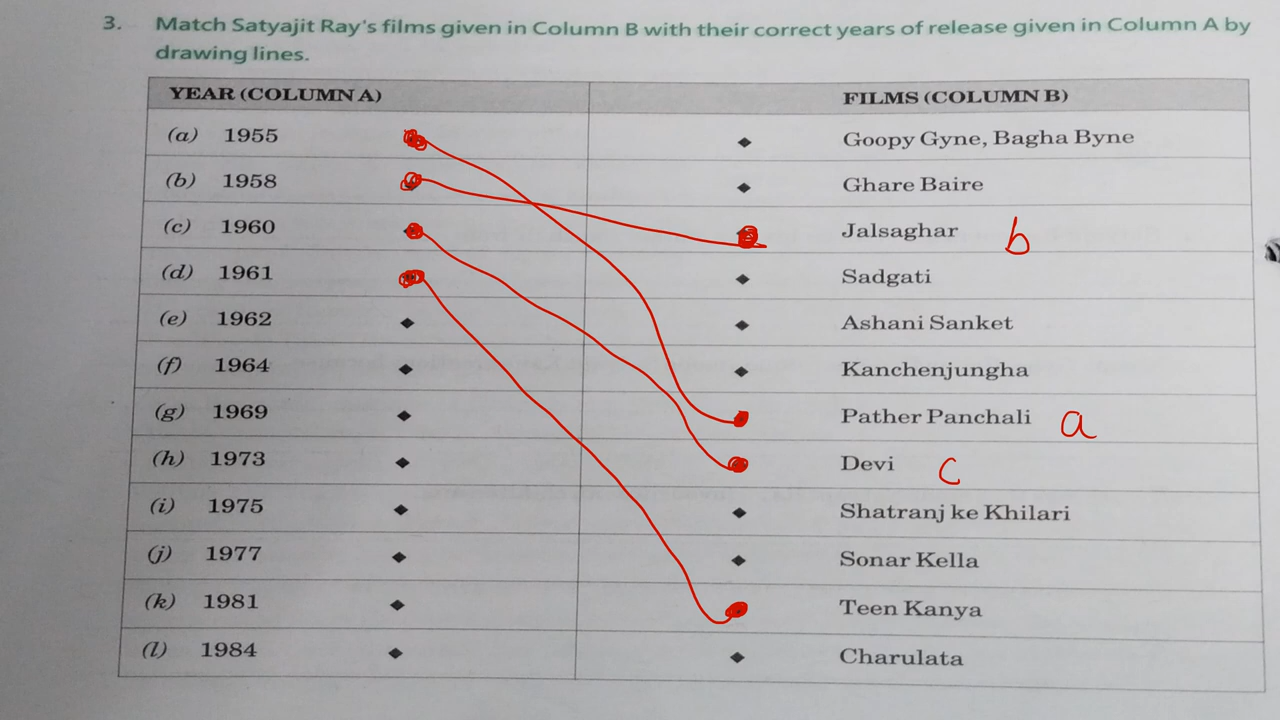 3. Match Satyajit Ray's films given in Column B with their correct years of release given in Column A by
drawing lines.
YEAR (COLUMN A) FILMS (COLUMN B)
(a) 1955 Goopy Gyne, Bagha Byne
(b) 1958 Ghare Baire
(c) 1960 Jalsaghar b
(d) 1961 Sadgati
(e) 1962 Ashani Sanket
(f) 1964 Kanchenjungha
(g) 1969 Pather Panchali a
(h) 1973 Devi c
(i) 1975 Shatranj ke Khilari
(j) 1977 Sonar Kella
(k) 1981 Teen Kanya
(l) 1984 Charulata